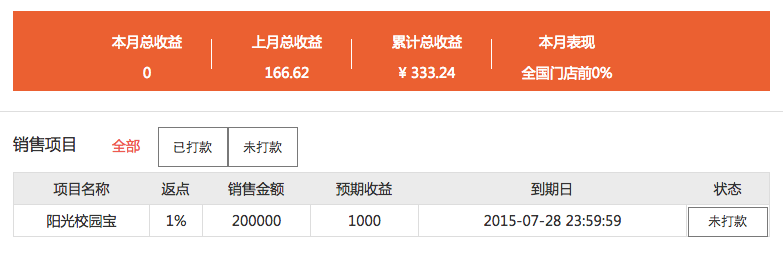 本月总收益 上月总收益 累计总收益 本月表现
0 166.62 ¥ 333.24 全国门店前0%
销售项目 全部 已打款 未打款
项目名称 返点 销售金额 预期收益 到期日 状态
阳光校园宝 1% 200000 1000 2015-07-28 23:59:59 未打款